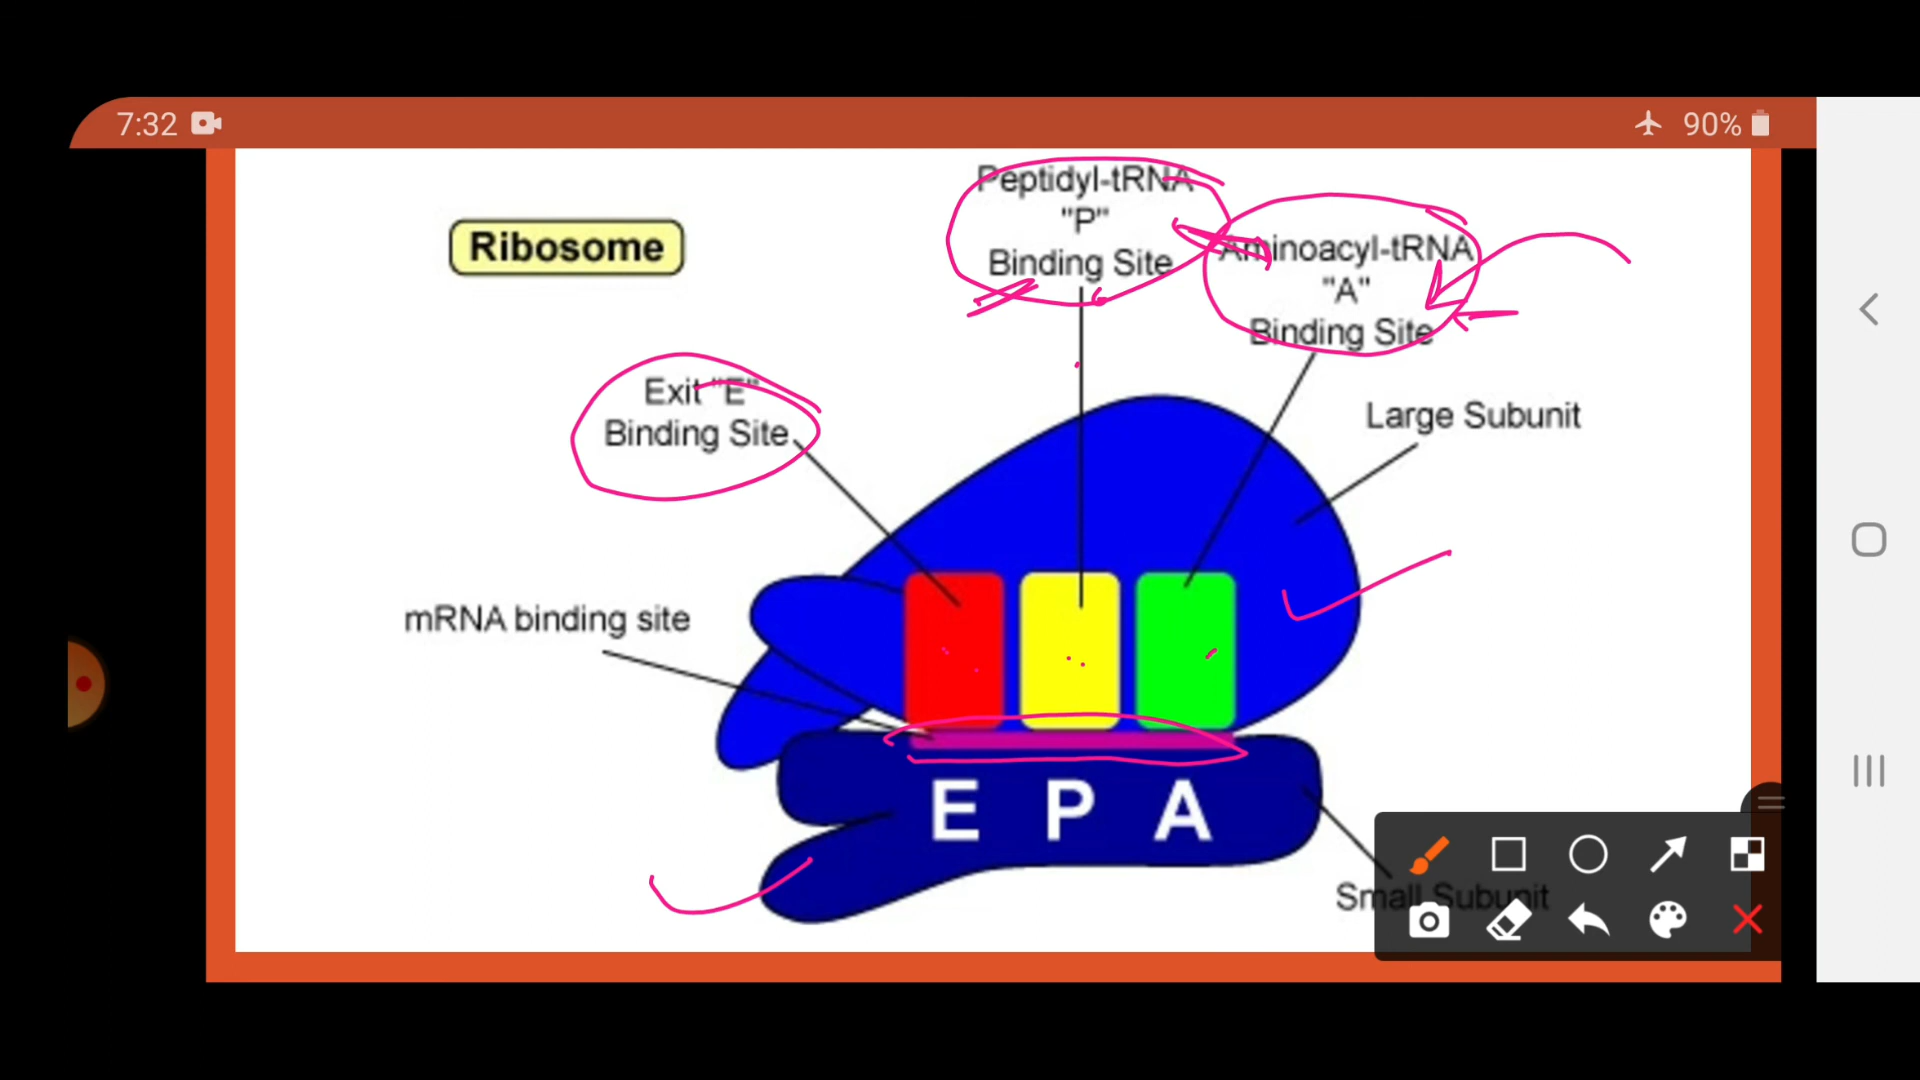 7:32
90%
Peptidyl-tRNA
"P"
Binding Site
Ribosome
Aminoacyl-tRNA
"A"
Binding Site
Exit "E"
Binding Site
Large Subunit
mRNA binding site
E P A
Small Subunit